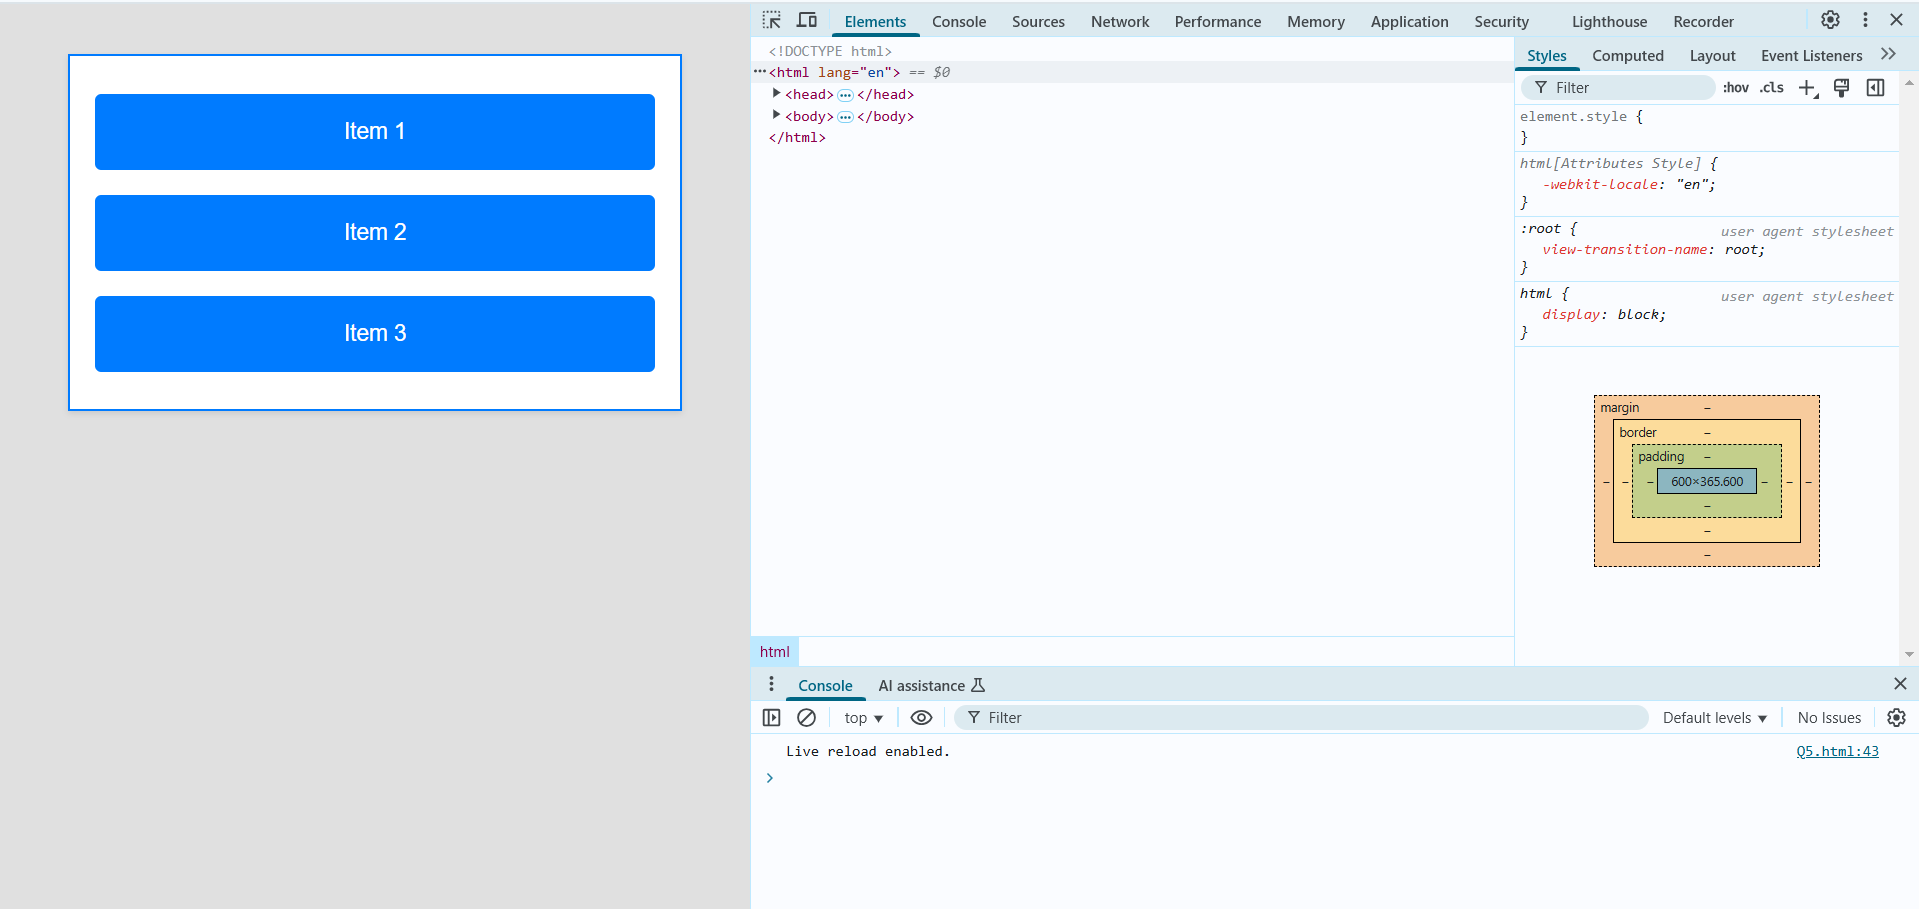 Item 1
Item 2
Item 3
Elements Console Sources Network Performance Memory Application Security Lighthouse Recorder
<!DOCTYPE html>
<html lang="en"> == $0
<head> </head>
<body> </body>
</html>
html
Styles Computed Layout Event Listeners
Filter :hov .cls
element.style {
}
html[Attributes Style] {
-webkit-locale: "en";
}
:root { user agent stylesheet
view-transition-name: root;
}
html { user agent stylesheet
display: block;
}
margin –
border –
padding –
– – – 600×365.600 – – –
–
–
–
Console AI assistance
top Filter Default levels No Issues
Live reload enabled. Q5.html:43